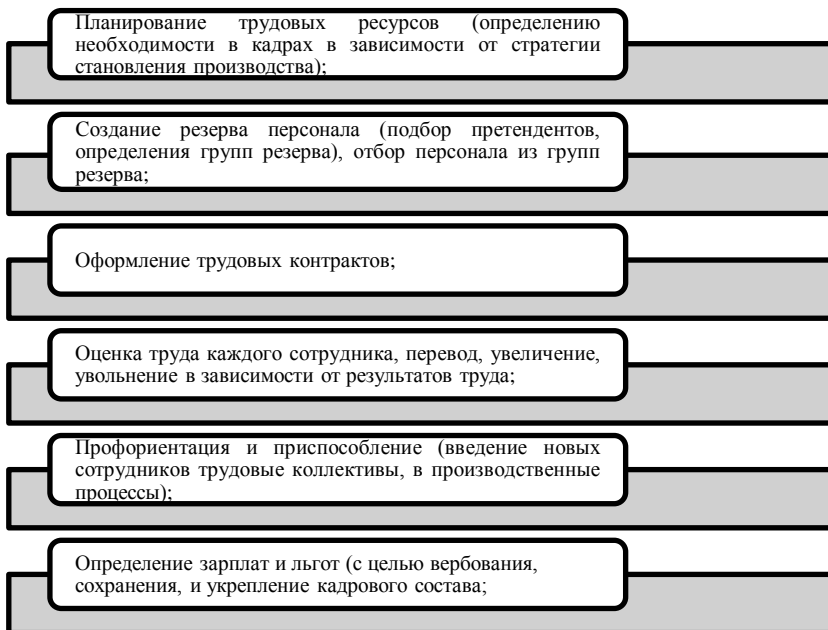 Планирование трудовых ресурсов (определению
необходимости в кадрах в зависимости от стратегии
становления производства);
Создание резерва персонала (подбор претендентов,
определения групп резерва), отбор персонала из групп
резерва;
Оформление трудовых контрактов;
Оценка труда каждого сотрудника, перевод, увеличение,
увольнение в зависимости от результатов труда;
Профориентация и приспособление (введение новых
сотрудников трудовые коллективы, в производственные
процессы);
Определение зарплат и льгот (с целью вербования,
сохранения, и укрепление кадрового состава;